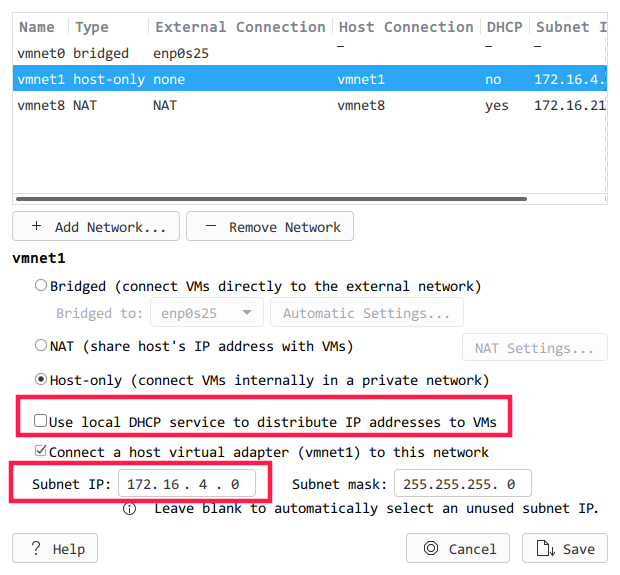 Name Type External Connection Host Connection DHCP Subnet I
vmnet0 bridged enp0s25 – – –
vmnet1 host-only none vmnet1 no 172.16.4.
vmnet8 NAT NAT vmnet8 yes 172.16.21
+ Add Network... – Remove Network
vmnet1
Bridged (connect VMs directly to the external network)
Bridged to: enp0s25 Automatic Settings...
NAT (share host's IP address with VMs)
NAT Settings...
Host-only (connect VMs internally in a private network)
Use local DHCP service to distribute IP addresses to VMs
Connect a host virtual adapter (vmnet1) to this network
Subnet IP: 172. 16 . 4 . 0 Subnet mask: 255.255.255. 0
Leave blank to automatically select an unused subnet IP.
? Help Cancel Save